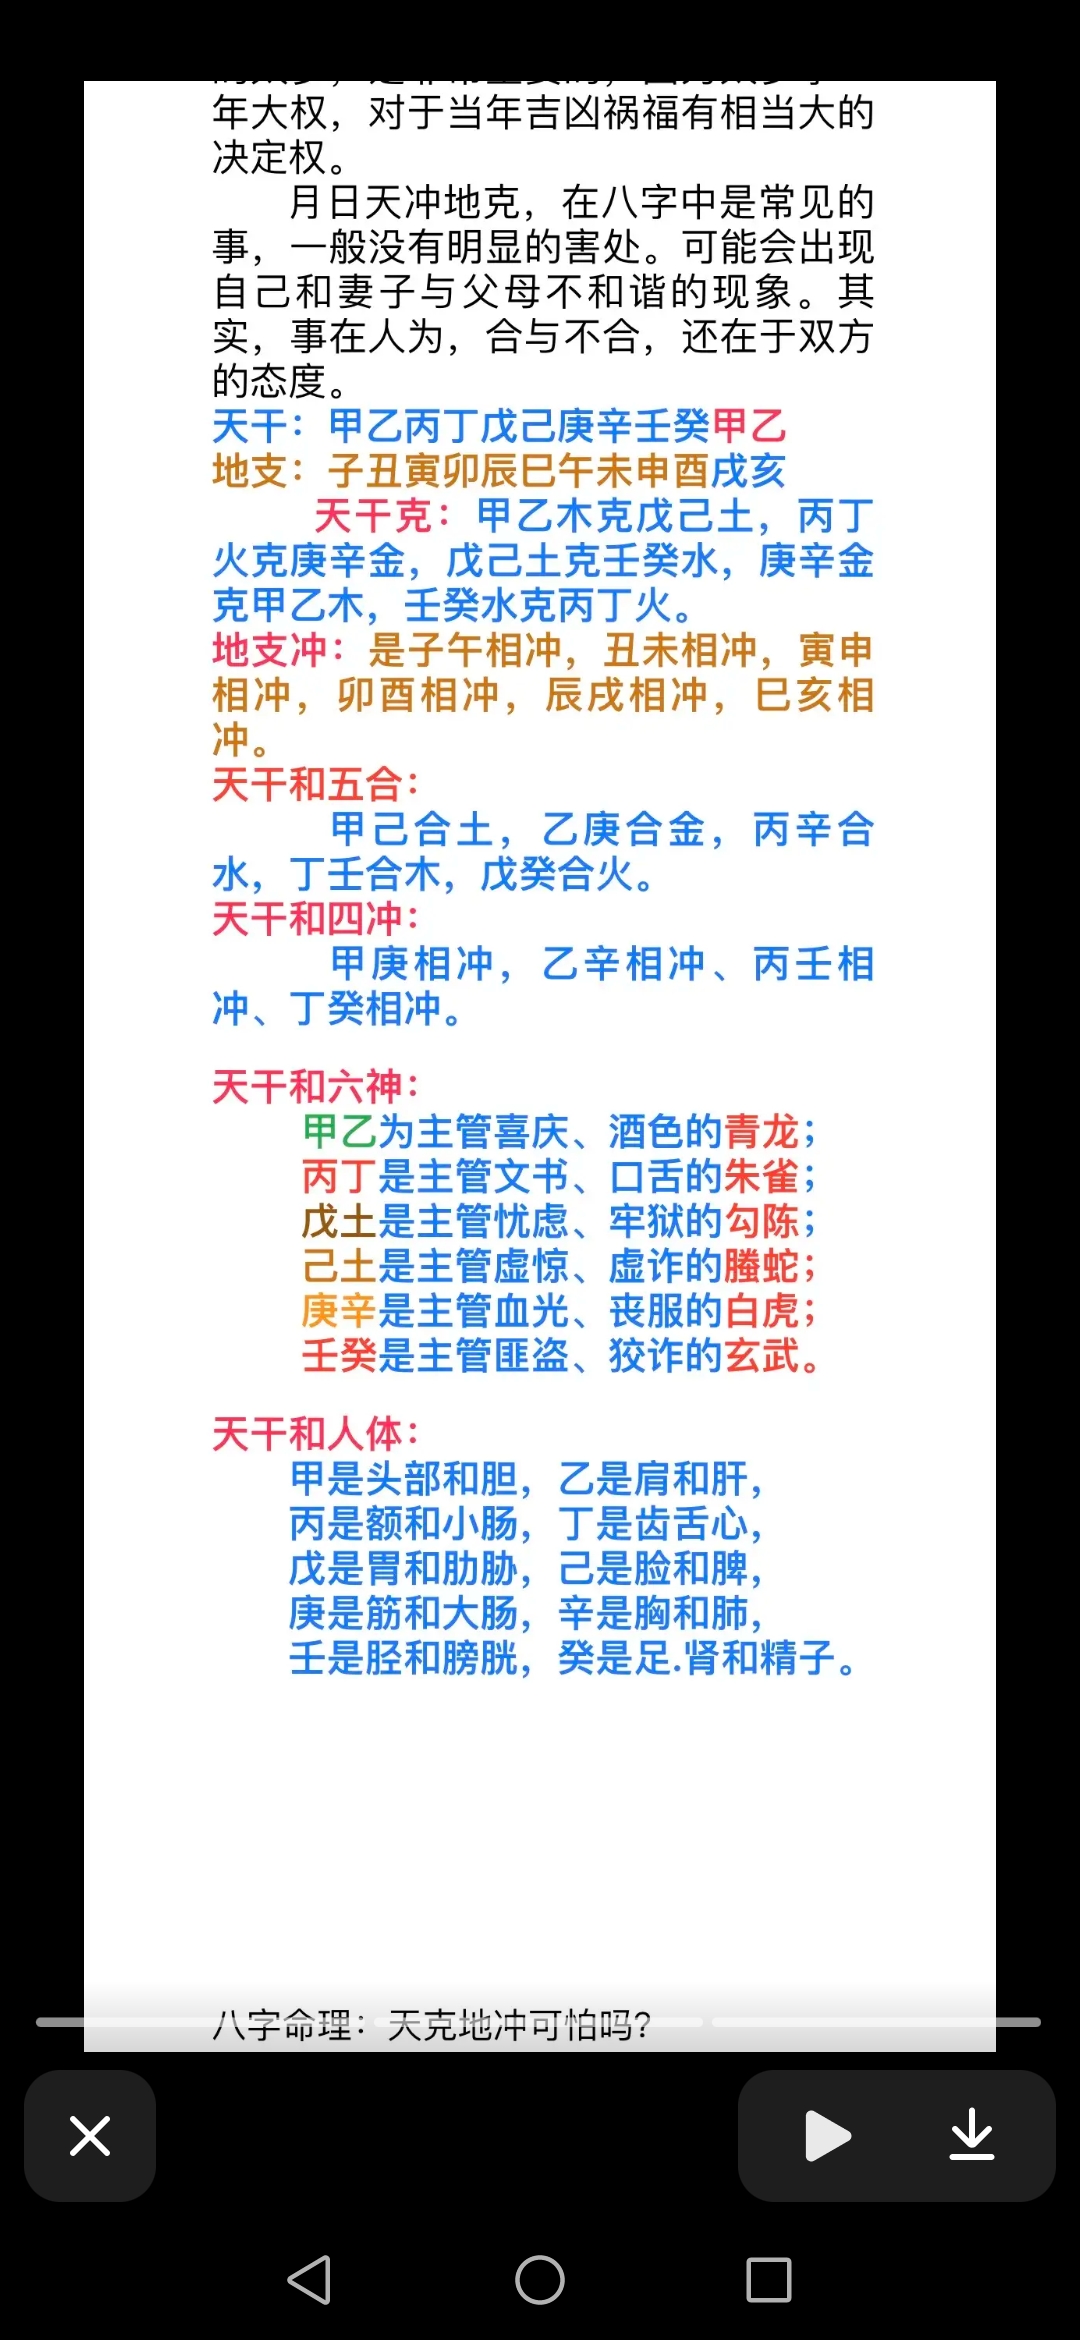 年大权，对于当年吉凶祸福有相当大的
决定权。
月日天冲地克，在八字中是常见的
事，一般没有明显的害处。可能会出现
自己和妻子与父母不和谐的现象。其
实，事在人为，合与不合，还在于双方
的态度。
天干：甲乙丙丁戊己庚辛壬癸甲乙
地支：子丑寅卯辰巳午未申酉戌亥
天干克：甲乙木克戊己土，丙丁
火克庚辛金，戊己土克壬癸水，庚辛金
克甲乙木，壬癸水克丙丁火。
地支冲：是子午相冲，丑未相冲，寅申
相冲，卯酉相冲，辰戌相冲，巳亥相
冲。
天干和五合：
甲己合土，乙庚合金，丙辛合
水，丁壬合木，戊癸合火。
天干和四冲：
甲庚相冲，乙辛相冲、丙壬相
冲、丁癸相冲。
天干和六神：
甲乙为主管喜庆、酒色的青龙；
丙丁是主管文书、口舌的朱雀；
戊土是主管忧虑、牢狱的勾陈；
己土是主管虚惊、虚诈的螣蛇；
庚辛是主管血光、丧服的白虎；
壬癸是主管匪盗、狡诈的玄武。
天干和人体：
甲是头部和胆，乙是肩和肝，
丙是额和小肠，丁是齿舌心，
戊是胃和肋胁，己是脸和脾，
庚是筋和大肠，辛是胸和肺，
壬是胫和膀胱，癸是足.肾和精子。
八字命理：天克地冲可怕吗？